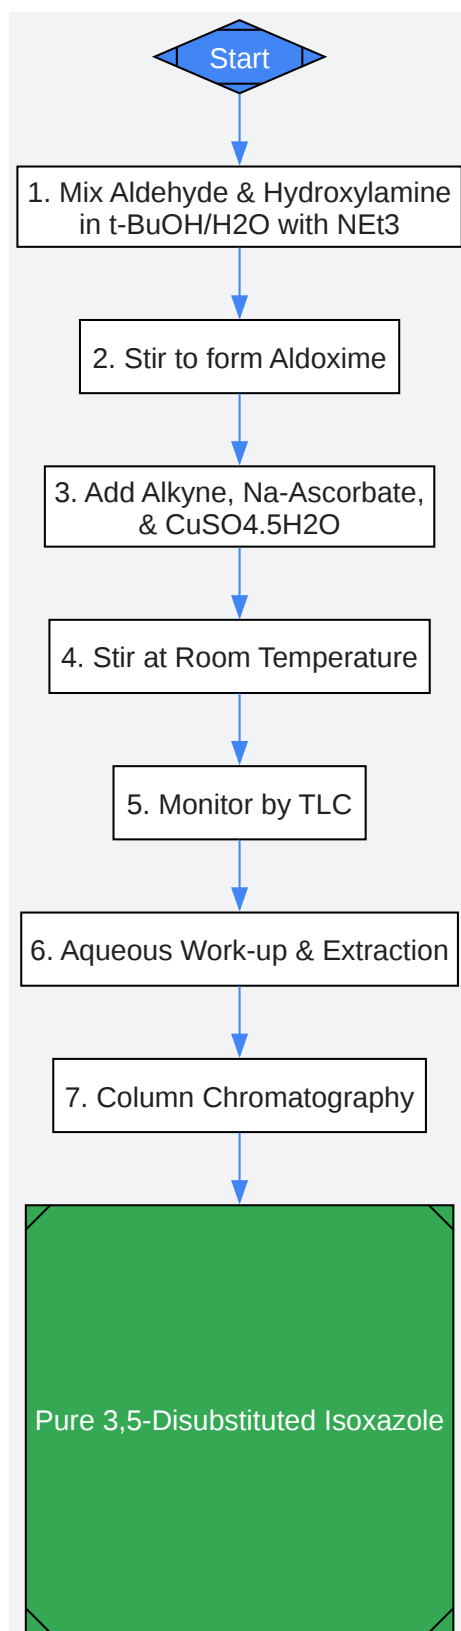 Start
1. Mix Aldehyde & Hydroxylamine
in t-BuOH/H2O with NEt3
2. Stir to form Aldoxime
3. Add Alkyne, Na-Ascorbate,
& CuSO4.5H2O
4. Stir at Room Temperature
5. Monitor by TLC
6. Aqueous Work-up & Extraction
7. Column Chromatography
Pure 3,5-Disubstituted Isoxazole